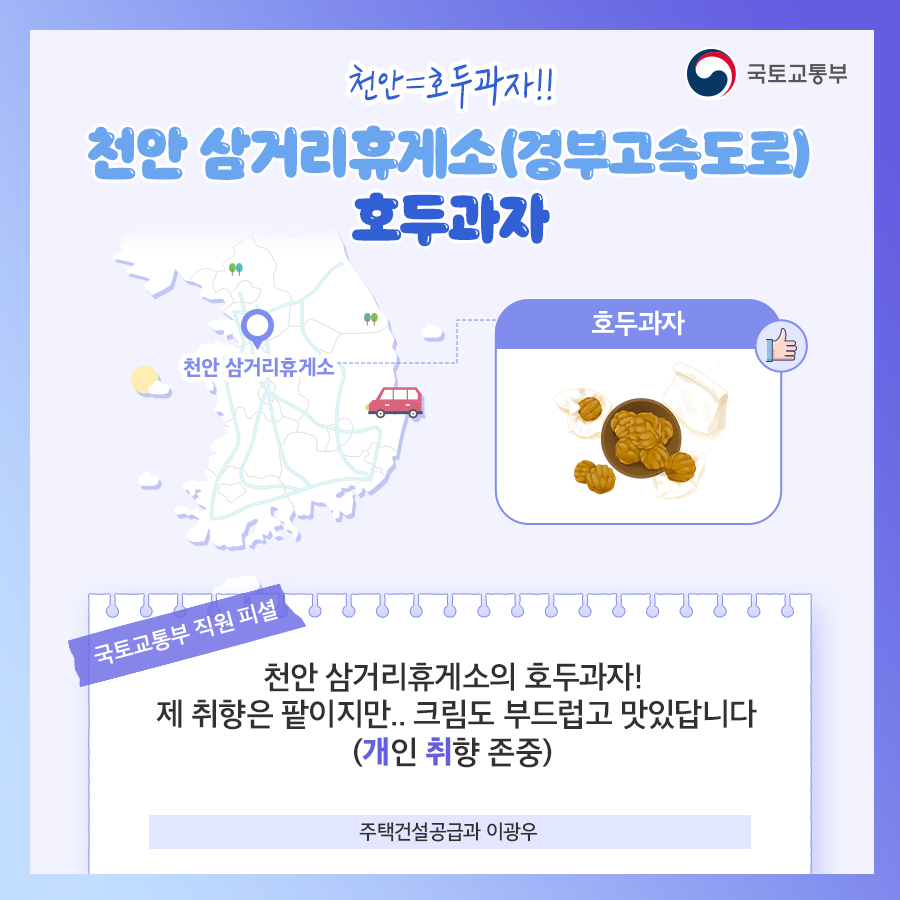 국토교통부
천안=호두과자!!
천안 삼거리휴게소(경부고속도로)
호두과자
천안 삼거리휴게소
호두과자
국토교통부 직원 피셜
천안 삼거리휴게소의 호두과자!
제 취향은 팥이지만.. 크림도 부드럽고 맛있답니다
(개인 취향 존중)
주택건설공급과 이광우